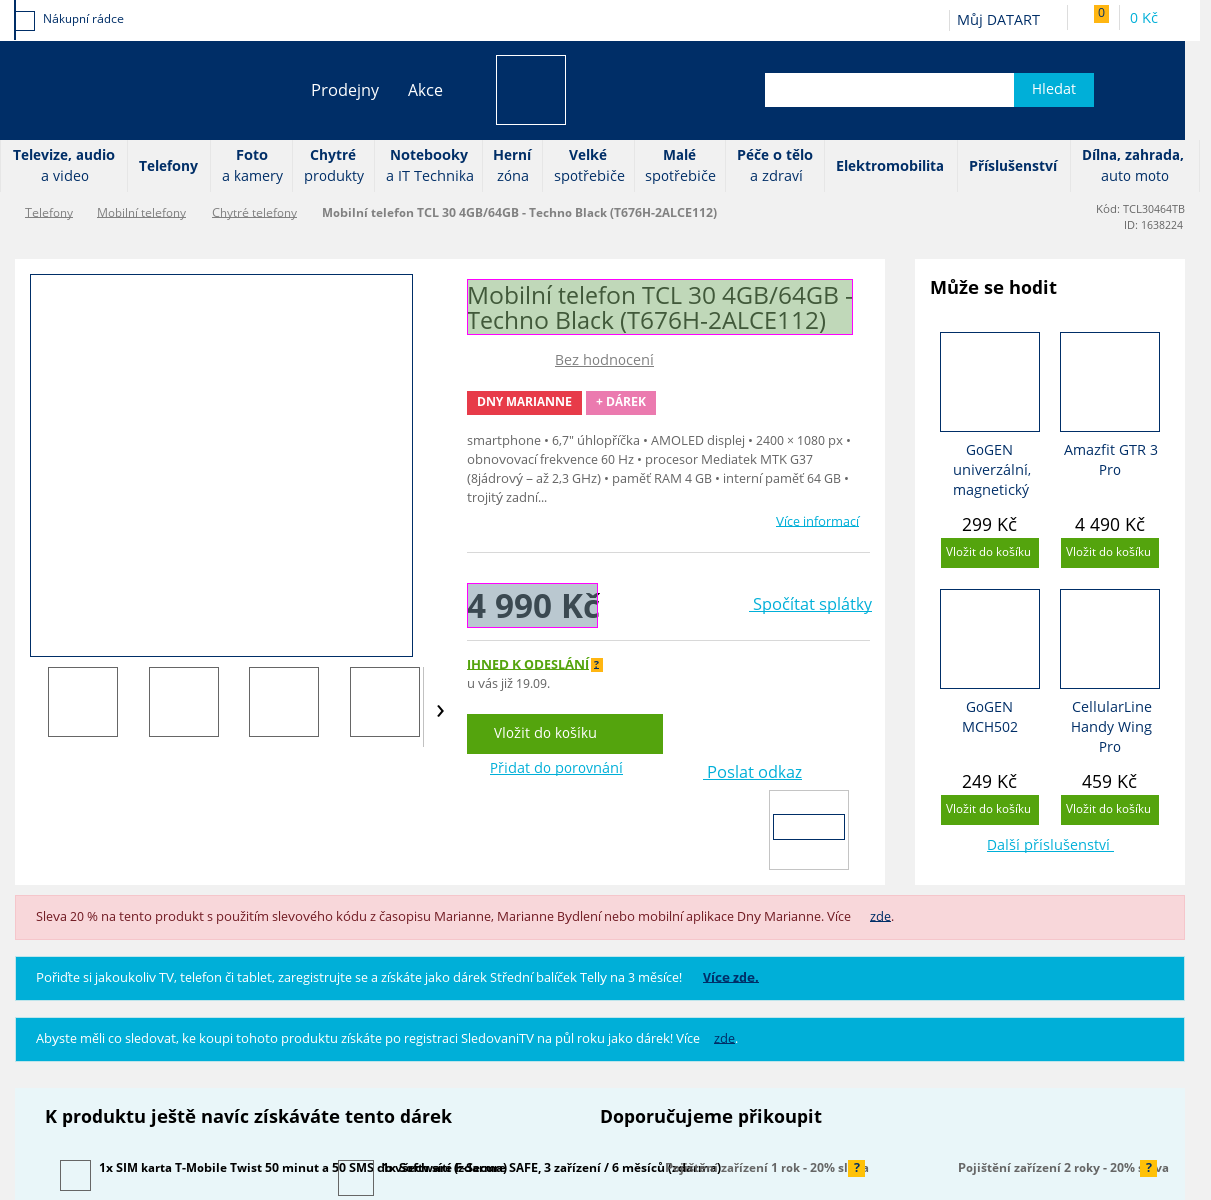 Nákupní rádce
Můj DATART
0
0 Kč
Prodejny
Akce
Hledat
Televize, audio
a video
Telefony
Foto
a kamery
Chytré
produkty
Notebooky
a IT Technika
Herní
zóna
Velké
spotřebiče
Malé
spotřebiče
Péče o tělo
a zdraví
Elektromobilita
Příslušenství
Dílna, zahrada,
auto moto
Telefony
Mobilní telefony
Chytré telefony
Mobilní telefon TCL 30 4GB/64GB - Techno Black (T676H-2ALCE112)
Kód: TCL30464TB
ID: 1638224
Mobilní telefon TCL 30 4GB/64GB -
Techno Black (T676H-2ALCE112)
Bez hodnocení
DNY MARIANNE
+ DÁREK
smartphone • 6,7" úhlopříčka • AMOLED displej • 2400 × 1080 px •
obnovovací frekvence 60 Hz • procesor Mediatek MTK G37
(8jádrový – až 2,3 GHz) • paměť RAM 4 GB • interní paměť 64 GB •
trojitý zadní...
Více informací
4 990 Kč
Spočítat splátky
IHNED K ODESLÁNÍ ?
u vás již 19.09.
Vložit do košíku
Přidat do porovnání
Poslat odkaz
Může se hodit
GoGEN
univerzální,
magnetický
299 Kč
Vložit do košíku
Amazfit GTR 3
Pro
4 490 Kč
Vložit do košíku
GoGEN
MCH502
249 Kč
Vložit do košíku
CellularLine
Handy Wing
Pro
459 Kč
Vložit do košíku
Další příslušenství
Sleva 20 % na tento produkt s použitím slevového kódu z časopisu Marianne, Marianne Bydlení nebo mobilní aplikace Dny Marianne. Více zde.
Pořiďte si jakoukoliv TV, telefon či tablet, zaregistrujte se a získáte jako dárek Střední balíček Telly na 3 měsíce! Více zde.
Abyste měli co sledovat, ke koupi tohoto produktu získáte po registraci SledovaniTV na půl roku jako dárek! Více zde.
K produktu ještě navíc získáváte tento dárek
Doporučujeme přikoupit
1x SIM karta T-Mobile Twist 50 minut a 50 SMS do všech sítí (zdarma)
1x Software F-Secure SAFE, 3 zařízení / 6 měsíců (zdarma)
Pojištění zařízení 1 rok - 20% sleva
?
Pojištění zařízení 2 roky - 20% sleva
?